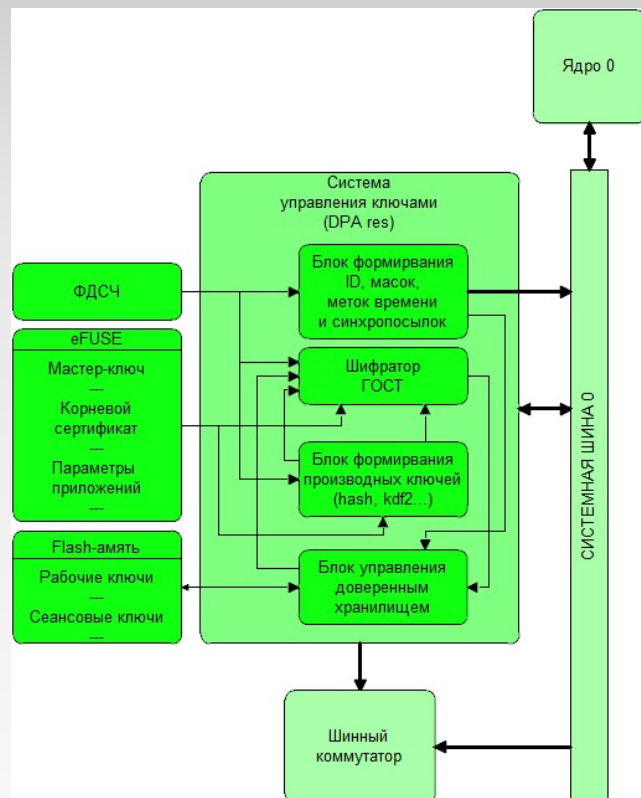 Ядро 0
Система
управления ключами
(DPA res)
Блок формирвания
ID, масок,
меток времени
и синхропосылок
ФДСЧ
eFUSE
Мастер-ключ
---
Корневой
сертификат
---
Параметры
приложений
---
Шифратор
ГОСТ
Блок формирвания
производных ключей
(hash, kdf2...)
Flash-амять
Рабочие ключи
---
Сеансовые ключи
---
Блок управления
доверенным
хранилищем
СИСТЕМНАЯ ШИНА 0
Шинный
коммутатор